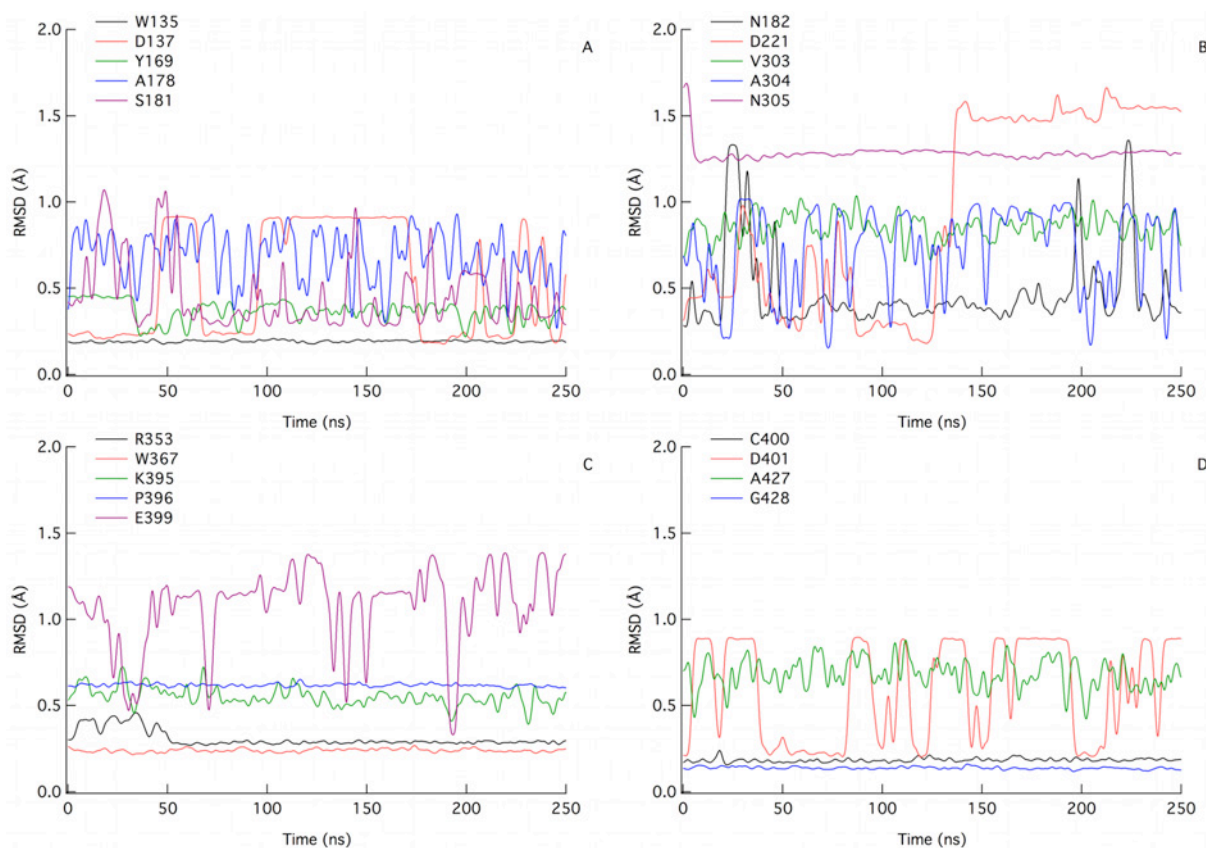 W135
D137
Y169
A178
S181
A
2.0
1.5
1.0
0.5
0.0
RMSD (Å)
0 50 100 150 200 250
Time (ns)
N182
D221
V303
A304
N305
B
2.0
1.5
1.0
0.5
0.0
RMSD (Å)
0 50 100 150 200 250
Time (ns)
R353
W367
K395
P396
E399
C
2.0
1.5
1.0
0.5
0.0
RMSD (Å)
0 50 100 150 200 250
Time (ns)
C400
D401
A427
G428
D
2.0
1.5
1.0
0.5
0.0
RMSD (Å)
0 50 100 150 200 250
Time (ns)